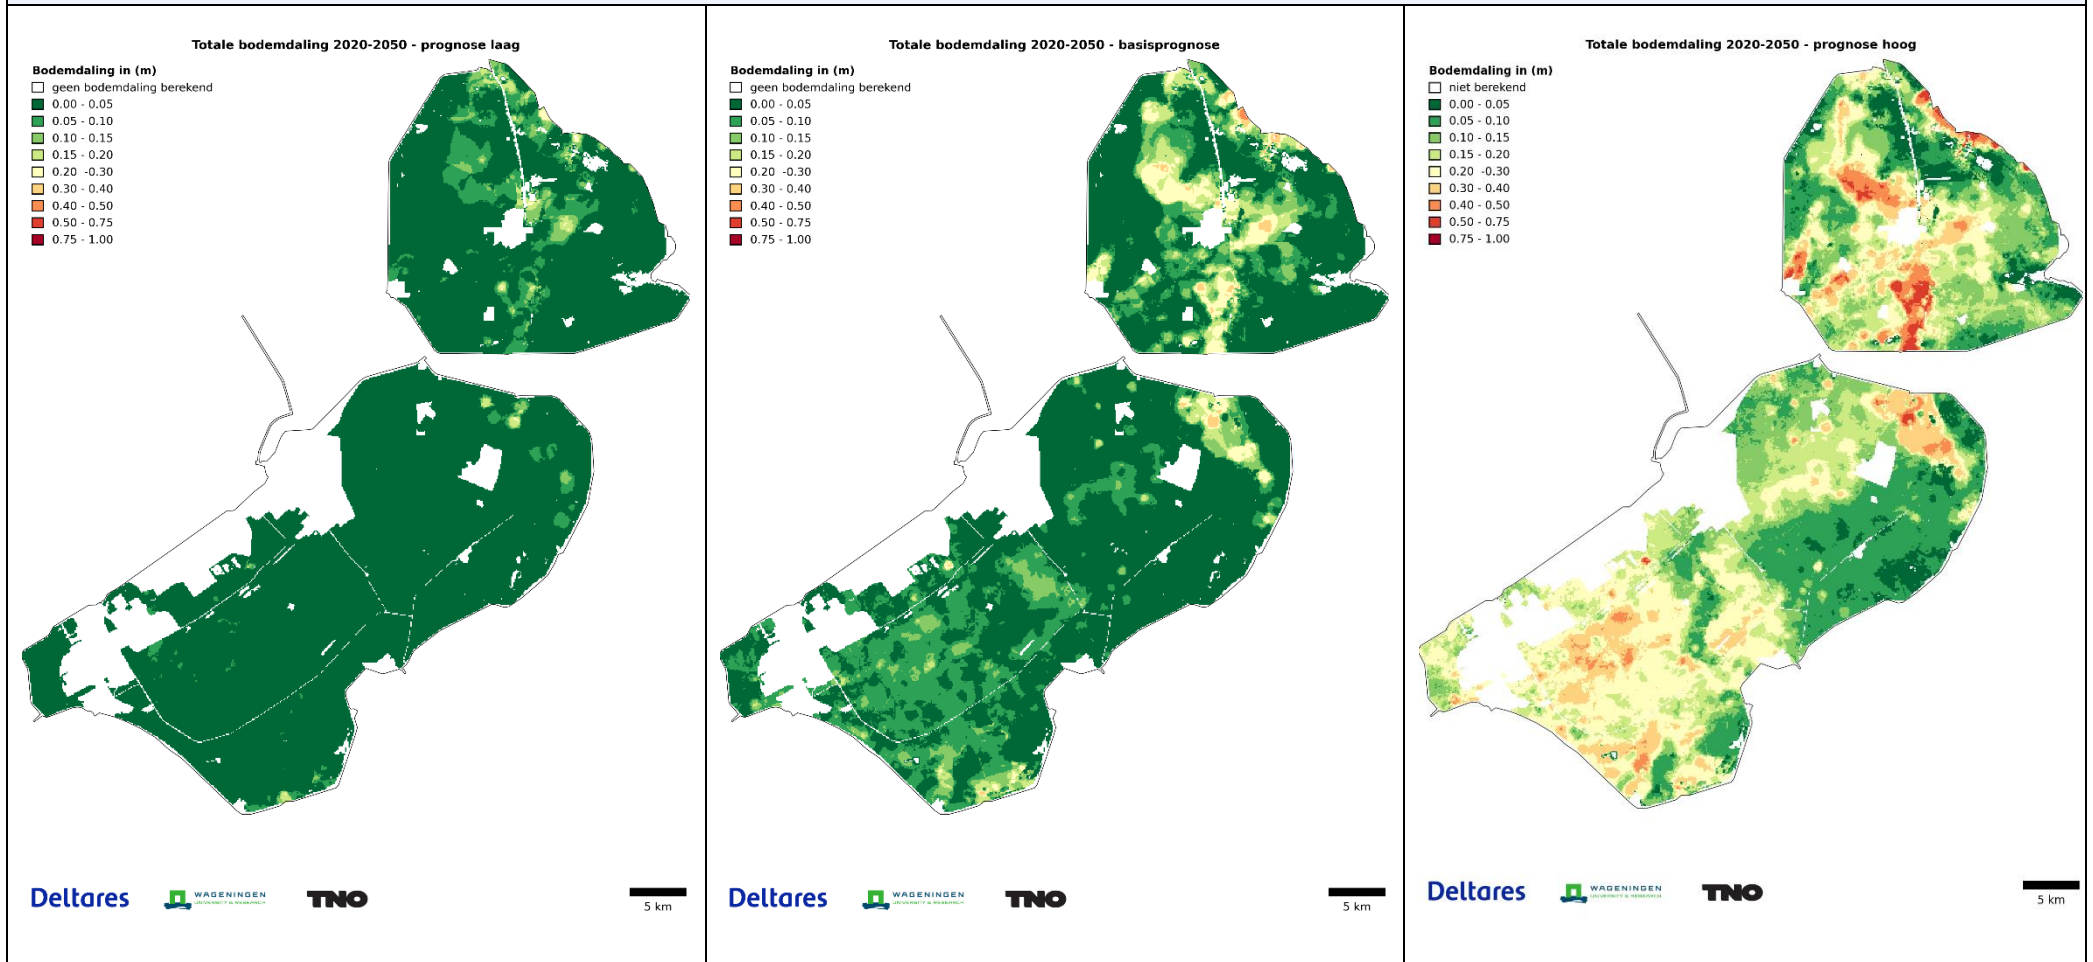 Totale bodemdaling 2020-2050 - prognose laag
Bodemdaling in (m)
geen bodemdaling berekend
0.00 - 0.05
0.05 - 0.10
0.10 - 0.15
0.15 - 0.20
0.20 -0.30
0.30 - 0.40
0.40 - 0.50
0.50 - 0.75
0.75 - 1.00
Deltares
WAGENINGEN
UNIVERSITY & RESEARCH
TNO
5 km
Totale bodemdaling 2020-2050 - basisprognose
Bodemdaling in (m)
geen bodemdaling berekend
0.00 - 0.05
0.05 - 0.10
0.10 - 0.15
0.15 - 0.20
0.20 -0.30
0.30 - 0.40
0.40 - 0.50
0.50 - 0.75
0.75 - 1.00
Deltares
WAGENINGEN
UNIVERSITY & RESEARCH
TNO
5 km
Totale bodemdaling 2020-2050 - prognose hoog
Bodemdaling in (m)
niet berekend
0.00 - 0.05
0.05 - 0.10
0.10 - 0.15
0.15 - 0.20
0.20 -0.30
0.30 - 0.40
0.40 - 0.50
0.50 - 0.75
0.75 - 1.00
Deltares
WAGENINGEN
UNIVERSITY & RESEARCH
TNO
5 km